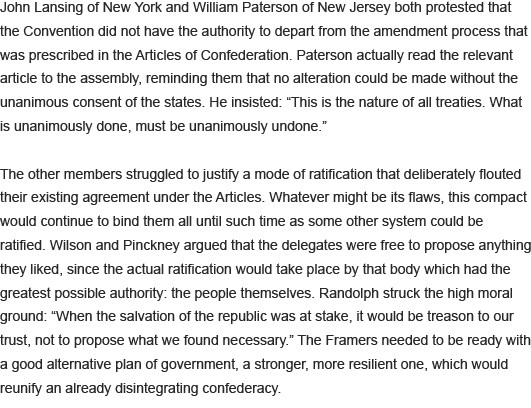 John Lansing of New York and William Paterson of New Jersey both protested that
the Convention did not have the authority to depart from the amendment process that
was prescribed in the Articles of Confederation. Paterson actually read the relevant
article to the assembly, reminding them that no alteration could be made without the
unanimous consent of the states. He insisted: “This is the nature of all treaties. What
is unanimously done, must be unanimously undone.”

The other members struggled to justify a mode of ratification that deliberately flouted
their existing agreement under the Articles. Whatever might be its flaws, this compact
would continue to bind them all until such time as some other system could be
ratified. Wilson and Pinckney argued that the delegates were free to propose anything
they liked, since the actual ratification would take place by that body which had the
greatest possible authority: the people themselves. Randolph struck the high moral
ground: “When the salvation of the republic was at stake, it would be treason to our
trust, not to propose what we found necessary.” The Framers needed to be ready with
a good alternative plan of government, a stronger, more resilient one, which would
reunify an already disintegrating confederacy.